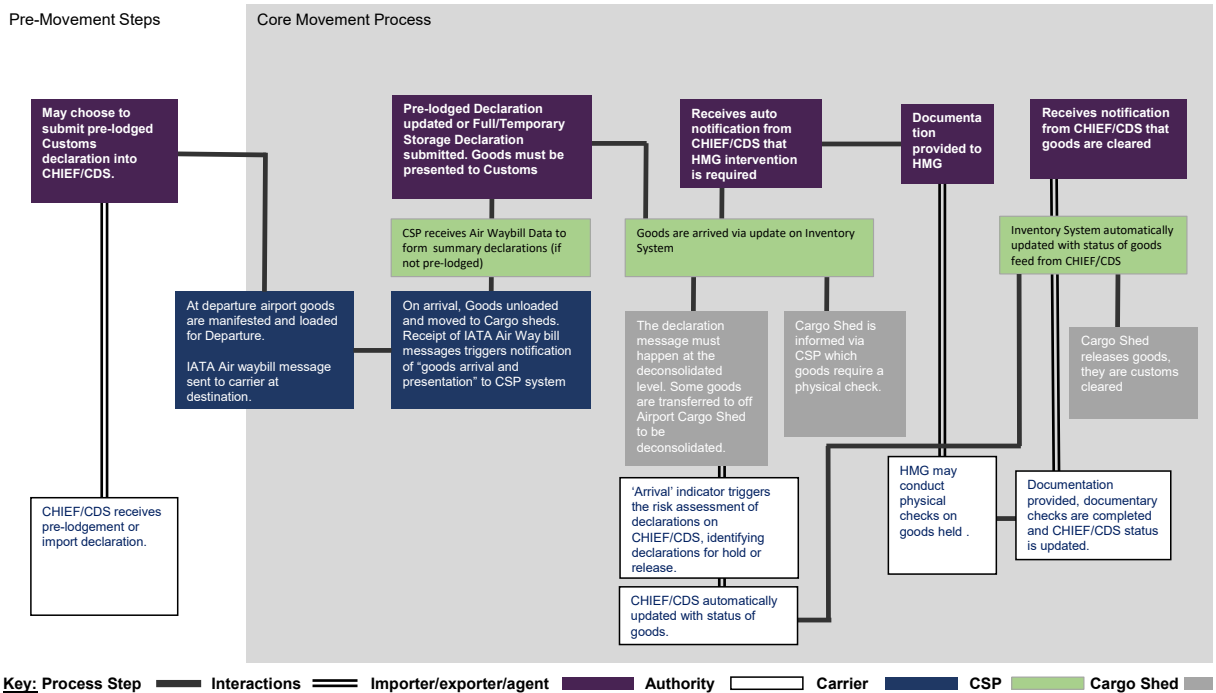 Pre-Movement Steps
Core Movement Process
May choose to
submit pre-lodged
Customs
declaration into
CHIEF/CDS.
Pre-lodged Declaration
updated or Full/Temporary
Storage Declaration
submitted. Goods must be
presented to Customs
Receives auto
notification from
CHIEF/CDS that
HMG intervention
is required
Documenta
tion
provided to
HMG
Receives notification
from CHIEF/CDS that
goods are cleared
CSP receives Air Waybill Data to
form summary declarations (if
not pre-lodged)
Goods are arrived via update on Inventory
System
Inventory System automatically
updated with status of goods
feed from CHIEF/CDS
At departure airport goods
are manifested and loaded
for Departure.
IATA Air waybill message
sent to carrier at
destination.
On arrival, Goods unloaded
and moved to Cargo sheds.
Receipt of IATA Air Way bill
messages triggers notification
of “goods arrival and
presentation” to CSP system
The declaration
message must
happen at the
deconsolidated
level. Some goods
are transferred to off
Airport Cargo Shed
to be
deconsolidated.
Cargo Shed is
informed via
CSP which
goods require a
physical check.
Cargo Shed
releases goods,
they are customs
cleared
CHIEF/CDS receives
pre-lodgement or
import declaration.
‘Arrival’ indicator triggers
the risk assessment of
declarations on
CHIEF/CDS, identifying
declarations for hold or
release.
CHIEF/CDS automatically
updated with status of
goods.
HMG may
conduct
physical
checks on
goods held .
Documentation
provided, documentary
checks are completed
and CHIEF/CDS status
is updated.
Key: Process Step Interactions Importer/exporter/agent Authority Carrier CSP Cargo Shed